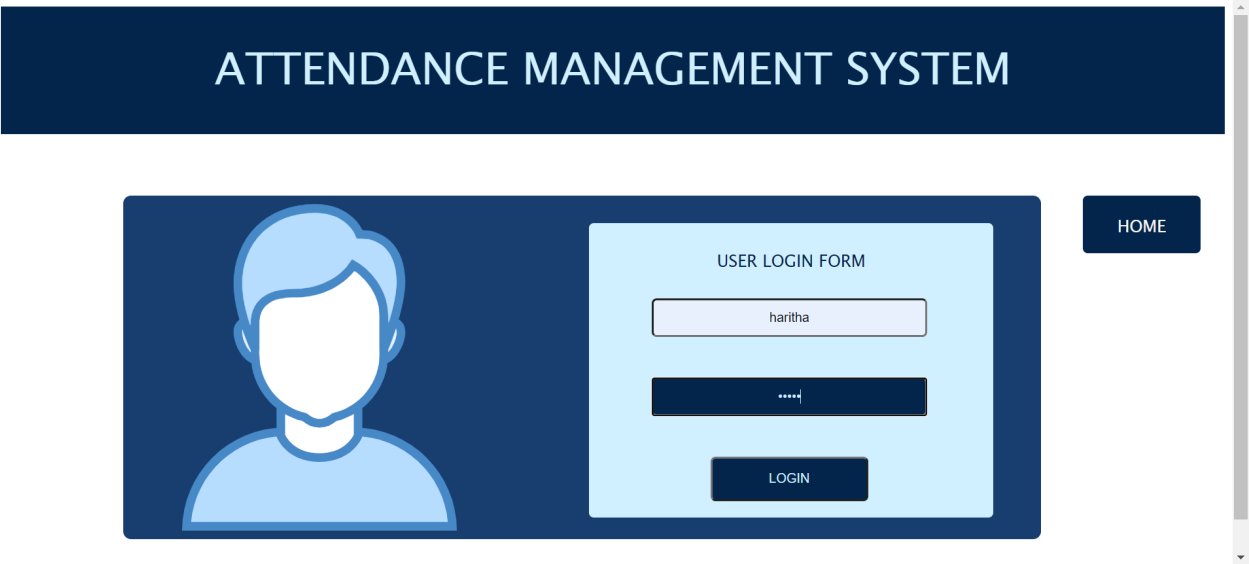 ATTENDANCE MANAGEMENT SYSTEM
HOME
USER LOGIN FORM
haritha
•••••
LOGIN